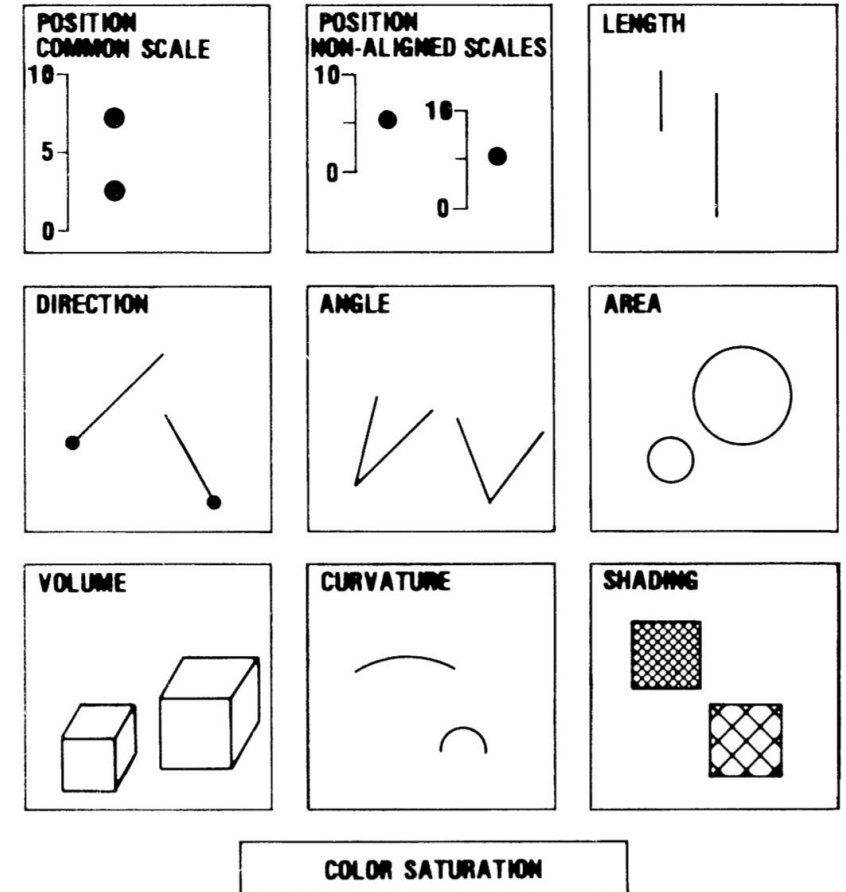 POSITION
COMMON SCALE
10
5
0
POSITION
NON-ALIGNED SCALES
10
0
10
0
LENGTH
DIRECTION
ANGLE
AREA
VOLUME
CURVATURE
SHADING
COLOR SATURATION